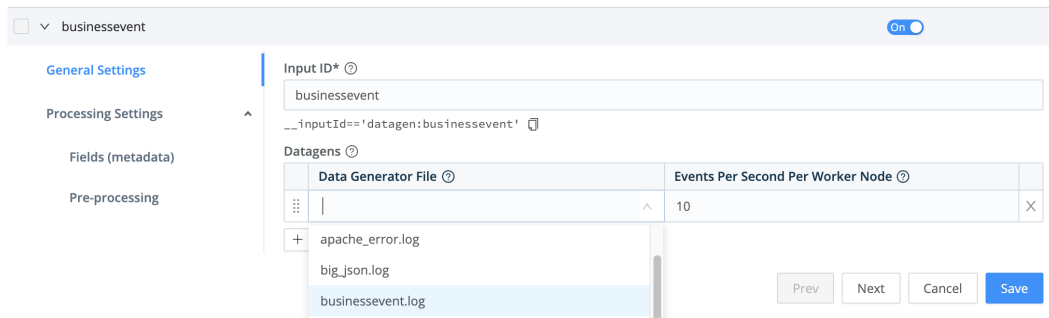 businessevent
On
General Settings
Input ID*
businessevent
Processing Settings
__inputId=='datagen:businessevent'
Datagens
Fields (metadata)
Data Generator File
Events Per Second Per Worker Node
Pre-processing
10
apache_error.log
big_json.log
businessevent.log
Prev
Next
Cancel
Save